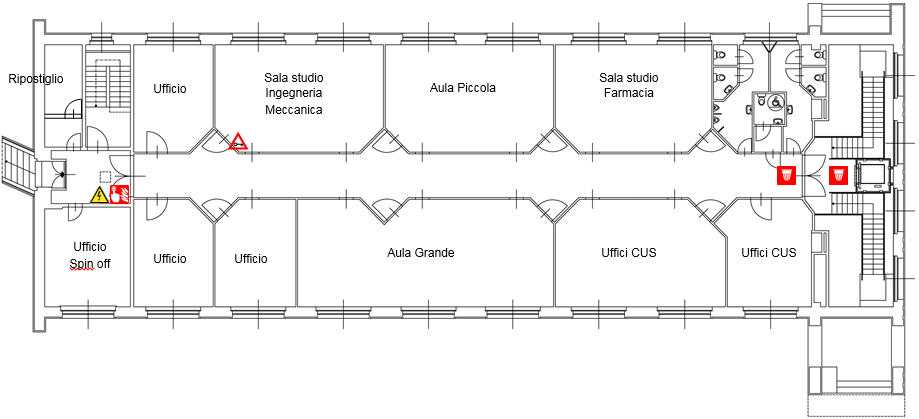 Ripostiglio
Ufficio
Sala studio
Ingegneria
Meccanica
Aula Piccola
Sala studio
Farmacia
Ufficio
Spin off
Ufficio
Ufficio
Aula Grande
Uffici CUS
Uffici CUS